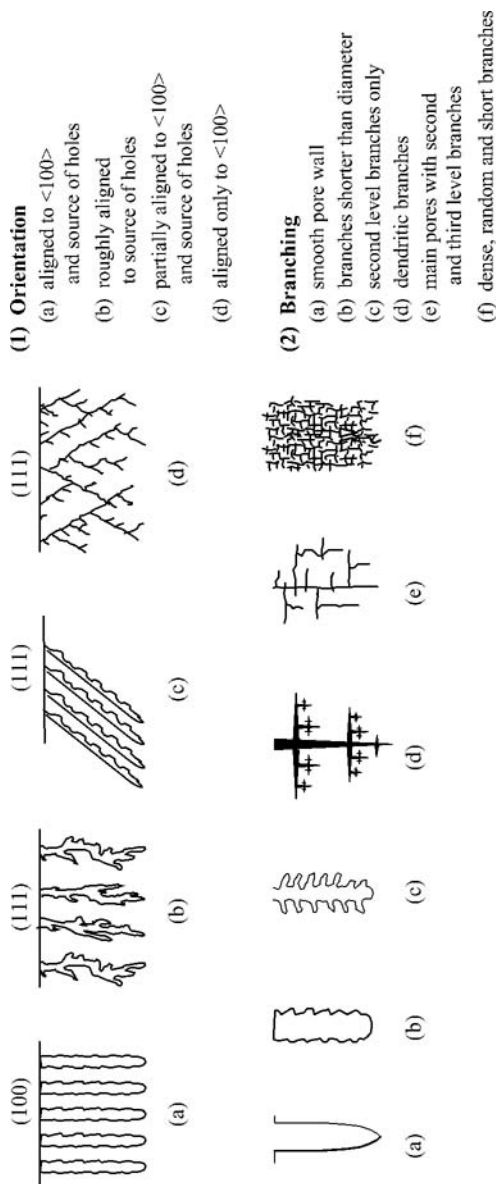 (100)
(111)
(111)
(111)
(a)
(b)
(c)
(d)
(1) Orientation
(a) aligned to <100>
and source of holes
(b) roughly aligned
to source of holes
(c) partially aligned to <100>
and source of holes
(d) aligned only to <100>
(a)
(b)
(c)
(d)
(e)
(f)
(2) Branching
(a) smooth pore wall
(b) branches shorter than diameter
(c) second level branches only
(d) dendritic branches
(e) main pores with second
and third level branches
(f) dense, random and short branches